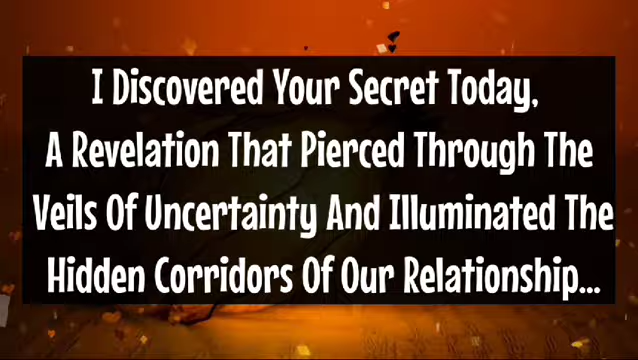 I Discovered Your Secret Today,
A Revelation That Pierced Through The
Veils Of Uncertainty And Illuminated The
Hidden Corridors Of Our Relationship...